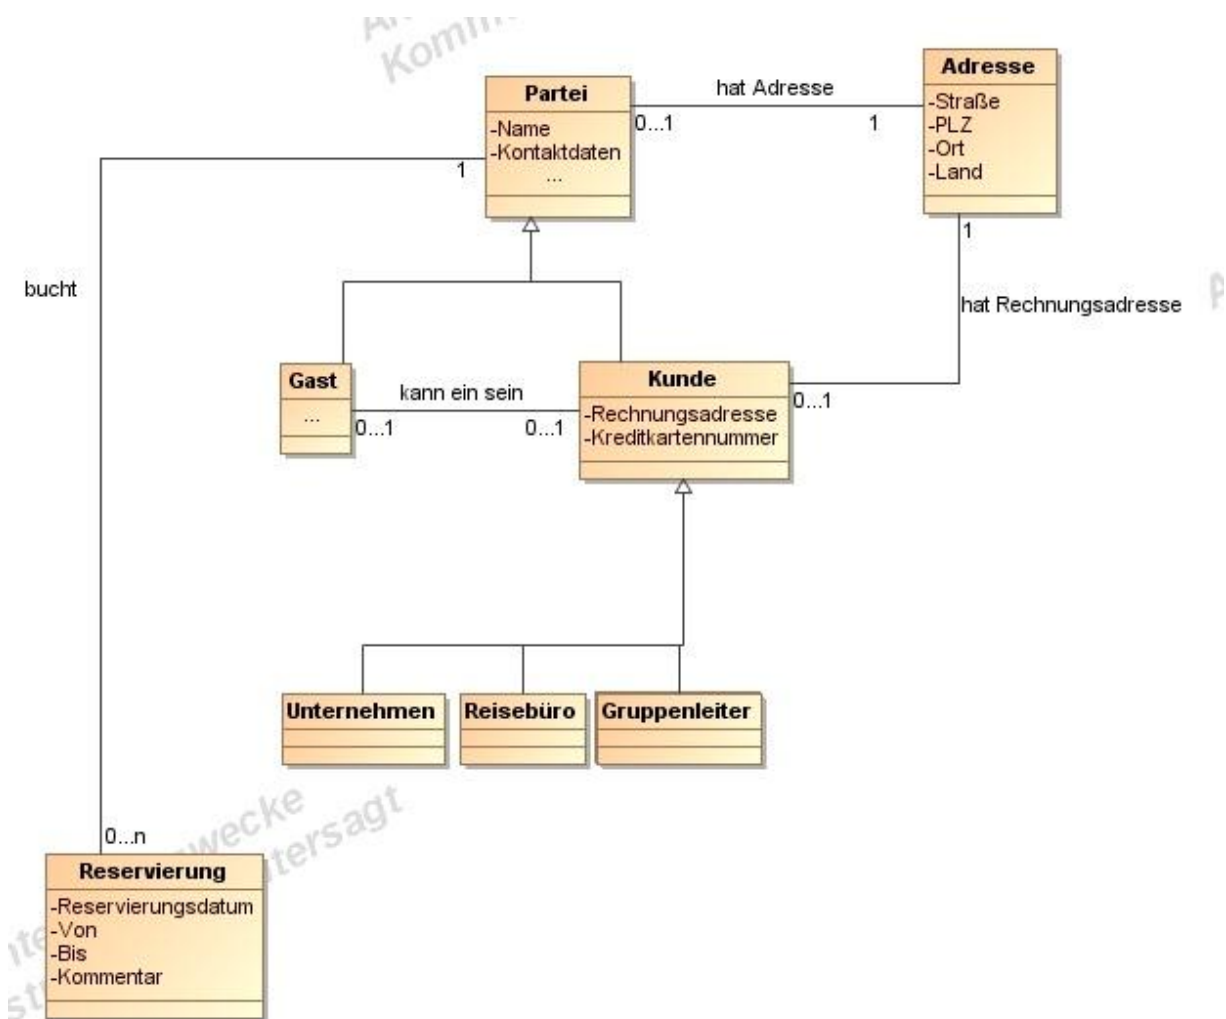 Partei
-Name
-Kontaktdaten
...
hat Adresse
0...1
1
Adresse
-Straße
-PLZ
-Ort
-Land
1
bucht
1
hat Rechnungsadresse
Gast
...
kann ein sein
0...1
0...1
Kunde
-Rechnungsadresse
-Kreditkartennummer
0...1
Unternehmen
Reisebüro
Gruppenleiter
0...n
Reservierung
-Reservierungsdatum
-Von
-Bis
-Kommentar